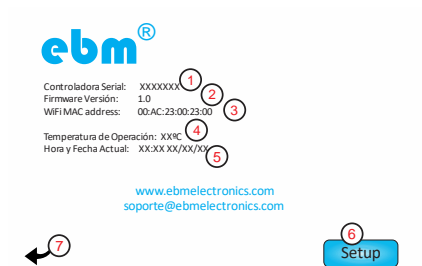 ebm®
Controladora Serial: XXXXXXX 1
Firmware Versión: 1.0 2
WiFi MAC address: 00:AC:23:00:23:00 3
Temperatura de Operación: XXºC 4
Hora y Fecha Actual: XX:XX XX/XX/XX 5
www.ebmelectronics.com
soporte@ebmelectronics.com
6
7
Setup